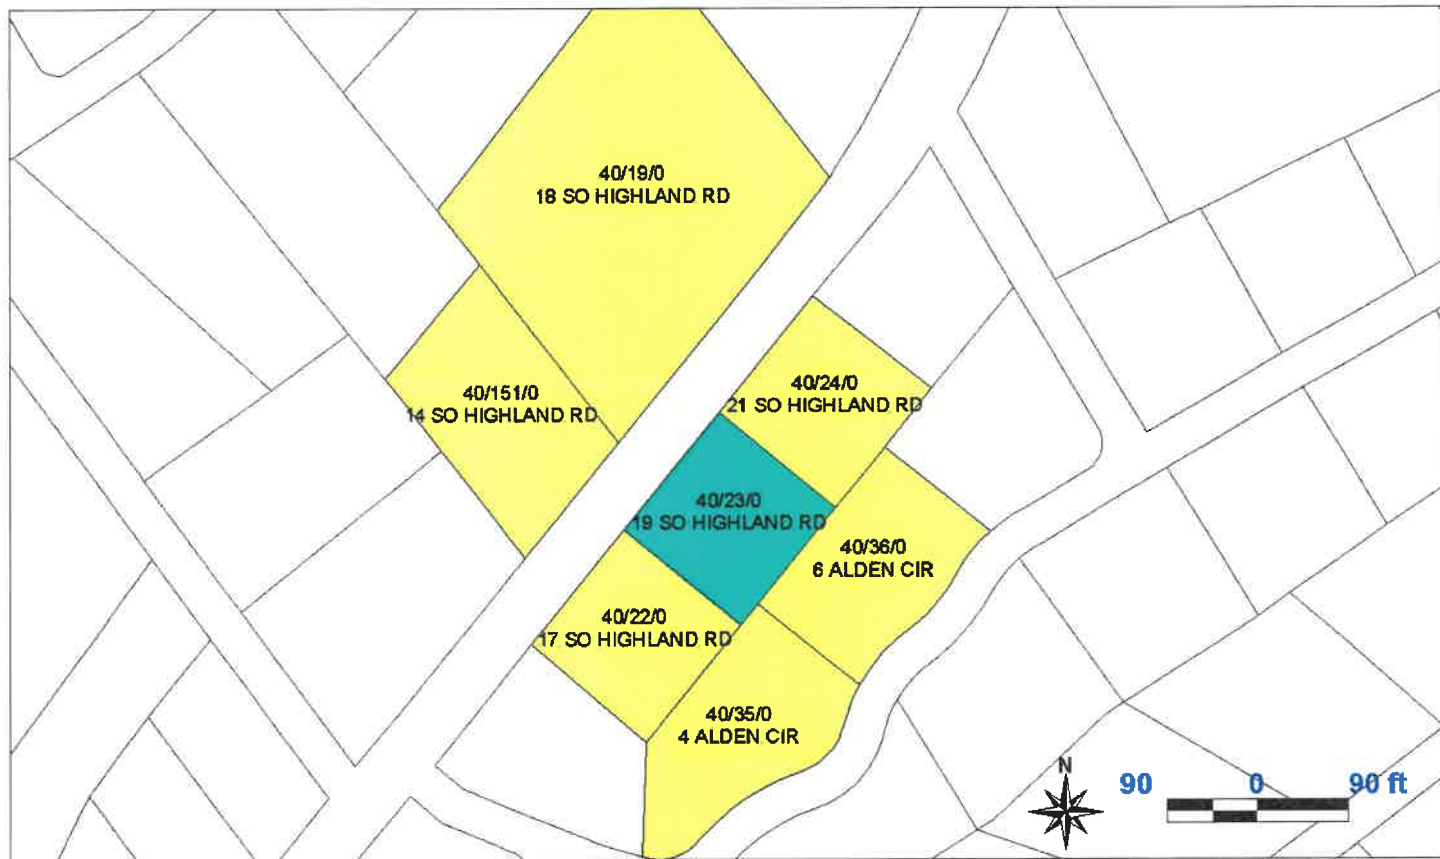 40/19/0
18 SO HIGHLAND RD
40/151/0
14 SO HIGHLAND RD
40/24/0
21 SO HIGHLAND RD
40/23/0
19 SO HIGHLAND RD
40/36/0
6 ALDEN CIR
40/22/0
17 SO HIGHLAND RD
40/35/0
4 ALDEN CIR
N
90 0 90 ft